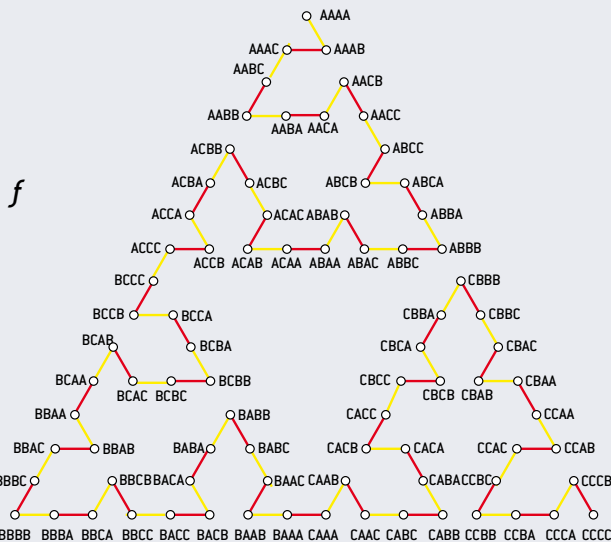 AAAA
AAAC AAAB
AABC AACB
AABB AABA AACA AACC
ACBB ABCC
f
ACBA ACBC ABCB ABCA
ACCA ACAC ABAB ABBA
ACCC ACCB ACAB ACAA ABAA ABAC ABBC ABBB
BCCC CBBB
BCCB BCCA CBBA CBBC
BCAB BCBA CBCA CBAC
BCAA BCAC BCBC BCBB CBCC CBCB CBAB CBAA
BBAA BABB CACC CCAA
BBAC BBAB BABA BABC CACB CACA CCAC CCAB
BBBC BBCB BACA BAAC CAAB CABA CCBC CCCB
BBBB BBBA BBCA BBCC BACC BACB BAAB BAAA CAAA CAAC CABC CABB CCBB CCBA CCCA CCCC